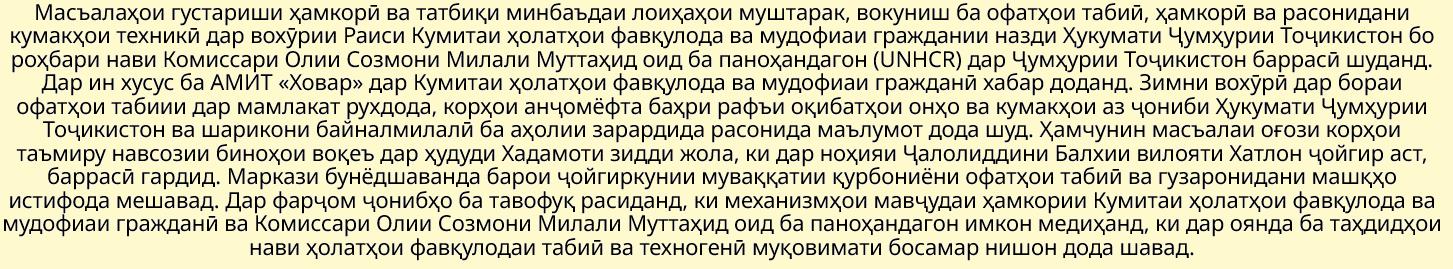 Масъалаҳои густариши ҳамкорӣ ва татбиқи минбаъдаи лоиҳаҳои муштарак, вокуниш ба офатҳои табиӣ, ҳамкорӣ ва расонидани
кумакҳои техникӣ дар вохӯрии Раиси Кумитаи ҳолатҳои фавқулода ва мудофиаи граждании назди Ҳукумати Ҷумҳурии Тоҷикистон бо
роҳбари нави Комиссари Олии Созмони Милали Муттаҳид оид ба паноҳандагон (UNHCR) дар Ҷумҳурии Тоҷикистон баррасӣ шуданд.
Дар ин хусус ба АМИТ «Ховар» дар Кумитаи ҳолатҳои фавқулода ва мудофиаи гражданӣ хабар доданд. Зимни вохӯрӣ дар бораи
офатҳои табиии дар мамлакат рухдода, корҳои анҷомёфта баҳри рафъи оқибатҳои онҳо ва кумакҳои аз ҷониби Ҳукумати Ҷумҳурии
Тоҷикистон ва шарикони байналмилалӣ ба аҳолии зарардида расонида маълумот дода шуд. Ҳамчунин масъалаи оғози корҳои
таъмиру навсозии биноҳои воқеъ дар ҳудуди Хадамоти зидди жола, ки дар ноҳияи Ҷалолиддини Балхии вилояти Хатлон ҷойгир аст,
баррасӣ гардид. Маркази бунёдшаванда барои ҷойгиркунии муваққатии қурбониёни офатҳои табиӣ ва гузаронидани машқҳо
истифода мешавад. Дар фарҷом ҷонибҳо ба тавофуқ расиданд, ки механизмҳои мавҷудаи ҳамкории Кумитаи ҳолатҳои фавқулода ва
мудофиаи гражданӣ ва Комиссари Олии Созмони Милали Муттаҳид оид ба паноҳандагон имкон медиҳанд, ки дар оянда ба таҳдидҳои
нави ҳолатҳои фавқулодаи табиӣ ва техногенӣ муқовимати босамар нишон дода шавад.